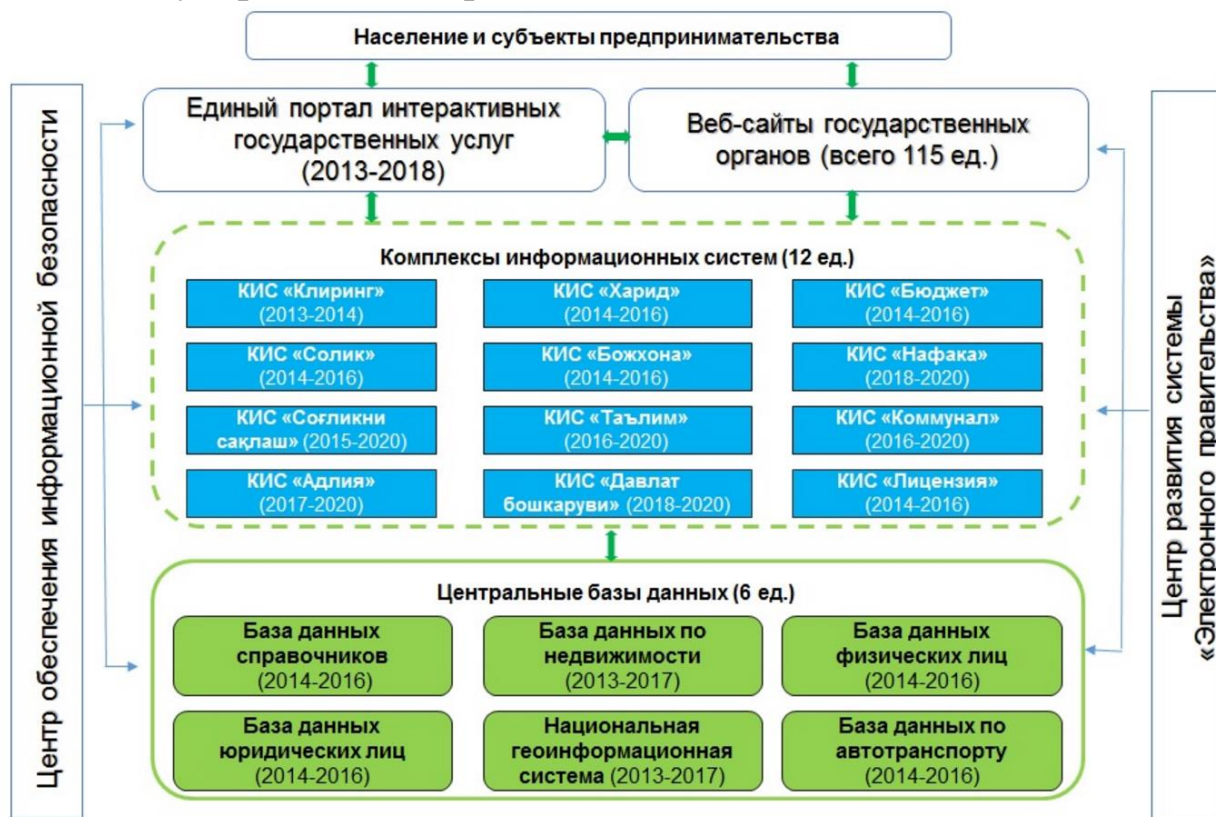 Население и субъекты предпринимательства
Центр обеспечения информационной безопасности
Единый портал интерактивных
государственных услуг
(2013-2018)
Веб-сайты государственных
органов (всего 115 ед.)
Комплексы информационных систем (12 ед.)
КИС «Клиринг»
(2013-2014)
КИС «Харид»
(2014-2016)
КИС «Бюджет»
(2014-2016)
КИС «Солик»
(2014-2016)
КИС «Божхона»
(2014-2016)
КИС «Нафака»
(2018-2020)
КИС «Соғликни
сақлаш» (2015-2020)
КИС «Таълим»
(2016-2020)
КИС «Коммунал»
(2016-2020)
КИС «Адлия»
(2017-2020)
КИС «Давлат
бошкаруви» (2018-2020)
КИС «Лицензия»
(2014-2016)
Центральные базы данных (6 ед.)
База данных
справочников
(2014-2016)
База данных по
недвижимости
(2013-2017)
База данных
физических лиц
(2014-2016)
База данных
юридических лиц
(2014-2016)
Национальная
геоинформационная
система (2013-2017)
База данных по
автотранспорту
(2014-2016)
Центр развития системы
«Электронного правительства»